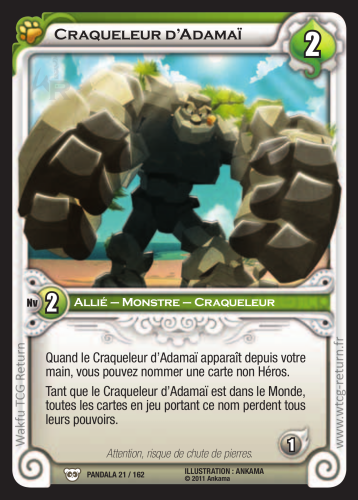 CRAQUELEUR D'ADAMAÏ
2
Nv 2
ALLIÉ – MONSTRE – CRAQUELEUR
Quand le Craqueleur d'Adamaï apparaît depuis votre
main, vous pouvez nommer une carte non Héros.
Tant que le Craqueleur d'Adamaï est dans le Monde,
toutes les cartes en jeu portant ce nom perdent tous
leurs pouvoirs.
1
Attention, risque de chute de pierres.
PANDALA 21 / 162
ILLUSTRATION : ANKAMA
© 2011 Ankama
Wakfu TCG Return
www.wtcg-return.fr